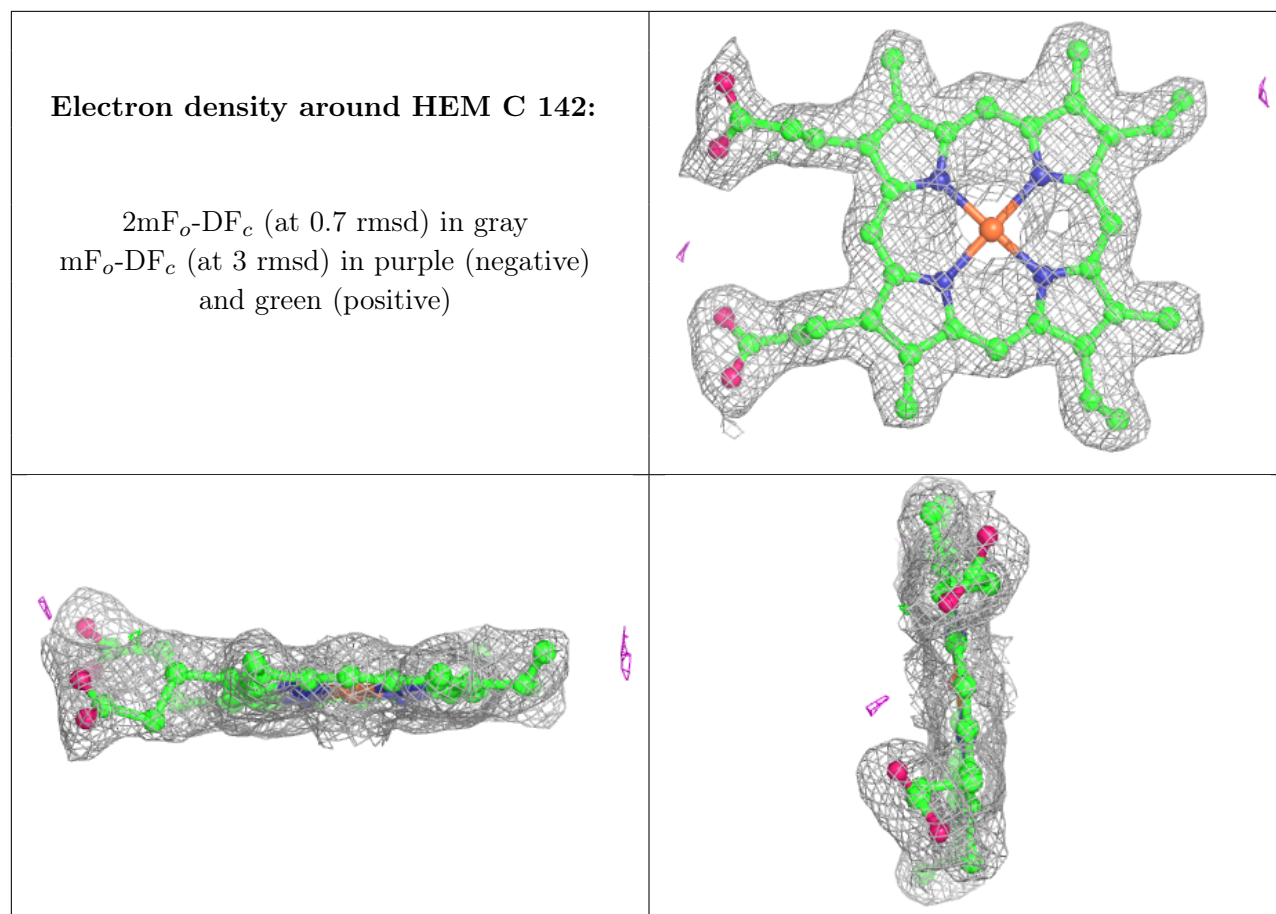 Electron density around HEM C 142:
2mFo-DFc (at 0.7 rmsd) in gray
mFo-DFc (at 3 rmsd) in purple (negative)
and green (positive)